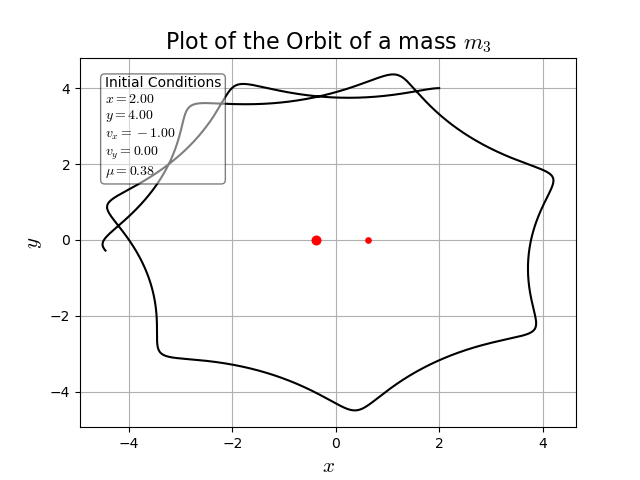 Plot of the Orbit of a mass m₃
Initial Conditions
x = 2.00
y = 4.00
vₓ = −1.00
v_y = 0.00
μ = 0.38
4
2
0
−2
−4
y
−4
−2
0
2
4
x